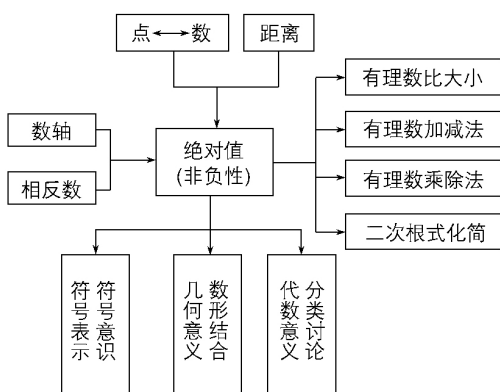 点⟷数
距离
数轴
相反数
绝对值
(非负性)
有理数比大小
有理数加减法
有理数乘除法
二次根式化简
符号表示
符号意识
几何意义
数形结合
代数意义
分类讨论